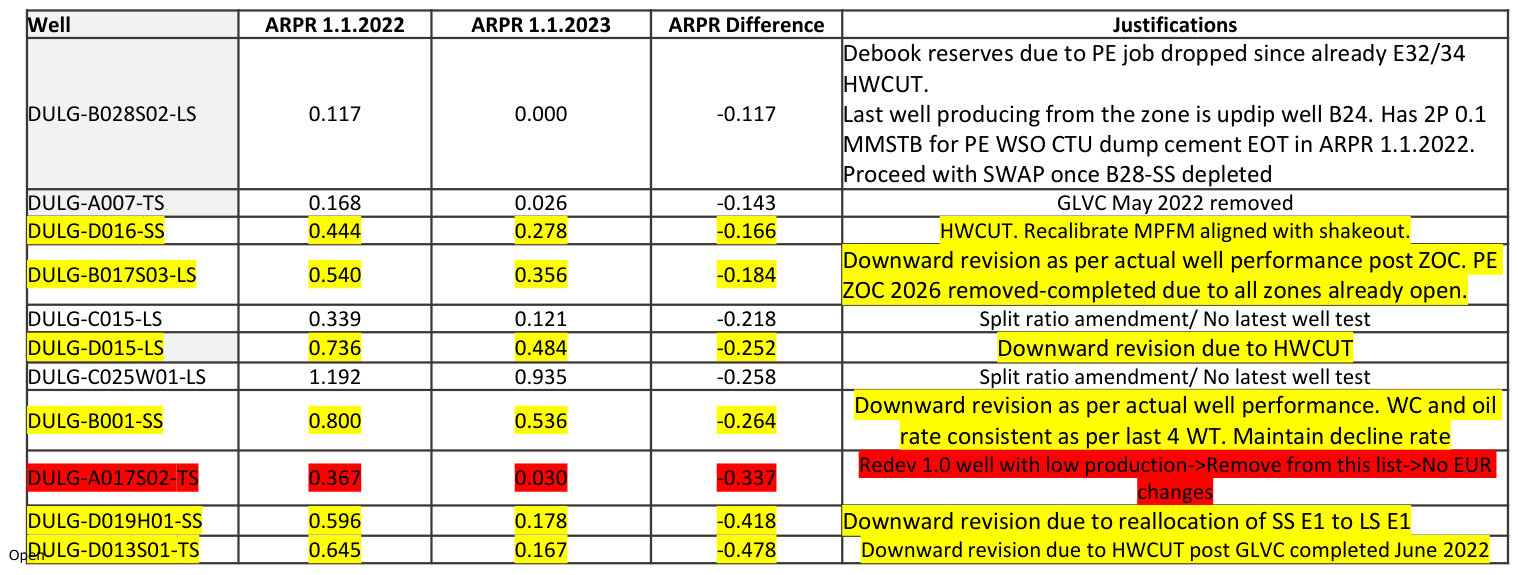 Well ARPR 1.1.2022 ARPR 1.1.2023 ARPR Difference Justifications
Debook reserves due to PE job dropped since already E32/34
HWCUT.
DULG-B028S02-LS 0.117 0.000 -0.117 Last well producing from the zone is updip well B24. Has 2P 0.1
MMSTB for PE WSO CTU dump cement EOT in ARPR 1.1.2022.
Proceed with SWAP once B28-SS depleted
DULG-A007-TS 0.168 0.026 -0.143 GLVC May 2022 removed
DULG-D016-SS 0.444 0.278 -0.166 HWCUT. Recalibrate MPFM aligned with shakeout.
DULG-B017S03-LS 0.540 0.356 -0.184 Downward revision as per actual well performance post ZOC. PE
ZOC 2026 removed-completed due to all zones already open.
DULG-C015-LS 0.339 0.121 -0.218 Split ratio amendment/ No latest well test
DULG-D015-LS 0.736 0.484 -0.252 Downward revision due to HWCUT
DULG-C025W01-LS 1.192 0.935 -0.258 Split ratio amendment/ No latest well test
DULG-B001-SS 0.800 0.536 -0.264 Downward revision as per actual well performance. WC and oil
rate consistent as per last 4 WT. Maintain decline rate
DULG-A017S02-TS 0.367 0.030 -0.337 Redev 1.0 well with low production->Remove from this list->No EUR
changes
DULG-D019H01-SS 0.596 0.178 -0.418 Downward revision due to reallocation of SS E1 to LS E1
DULG-D013S01-TS 0.645 0.167 -0.478 Downward revision due to HWCUT post GLVC completed June 2022
Open